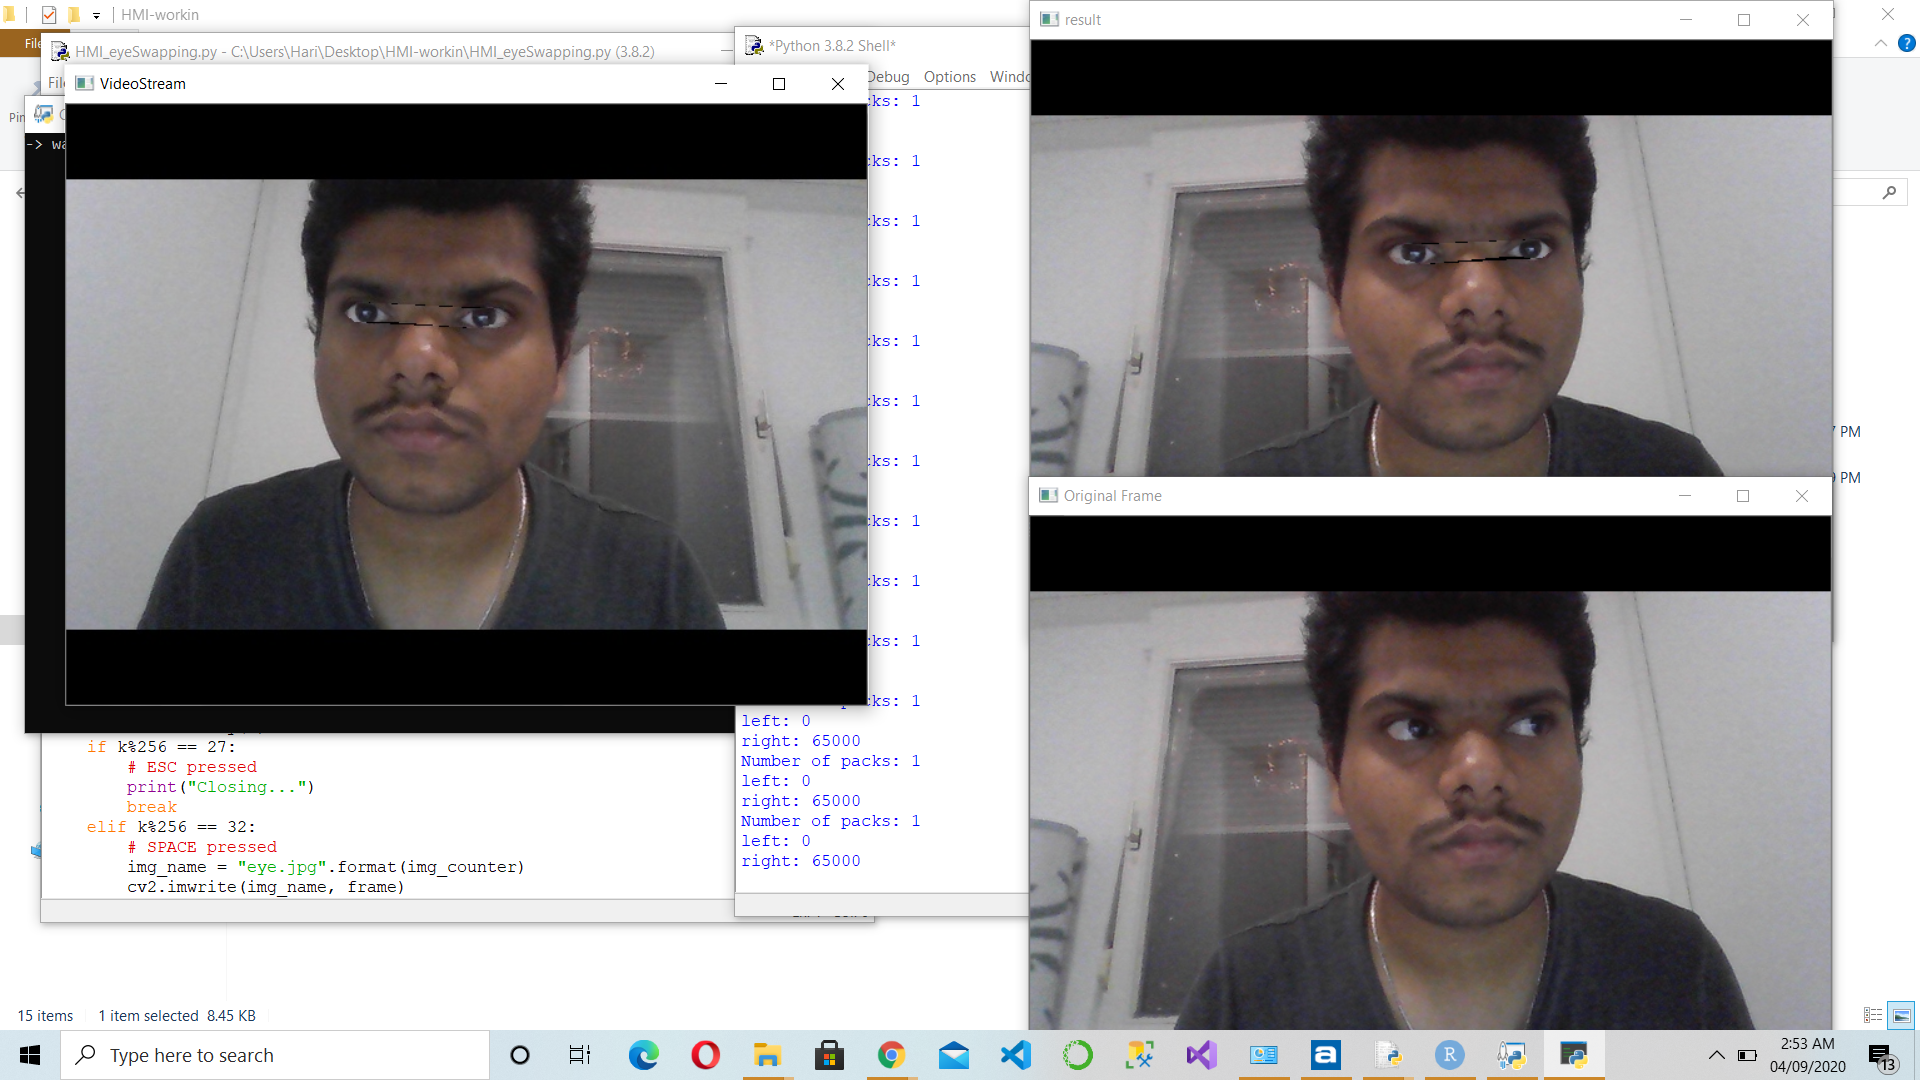 HMI-workin
File
HMI_eyeSwapping.py - C:\Users\Hari\Desktop\HMI-workin\HMI_eyeSwapping.py (3.8.2)
*Python 3.8.2 Shell*
result
File
VideoStream
Debug Options Windo
Pin
-> wa
cks: 1
cks: 1
cks: 1
cks: 1
cks: 1
cks: 1
cks: 1
cks: 1
cks: 1
cks: 1
packs: 1
left: 0
right: 65000
Number of packs: 1
left: 0
right: 65000
Number of packs: 1
left: 0
right: 65000
Original Frame
7 PM
PM
if k%256 == 27:
# ESC pressed
print("Closing...")
break
elif k%256 == 32:
# SPACE pressed
img_name = "eye.jpg".format(img_counter)
cv2.imwrite(img_name, frame)
15 items 1 item selected 8.45 KB
Type here to search
a
R
2:53 AM
04/09/2020
13